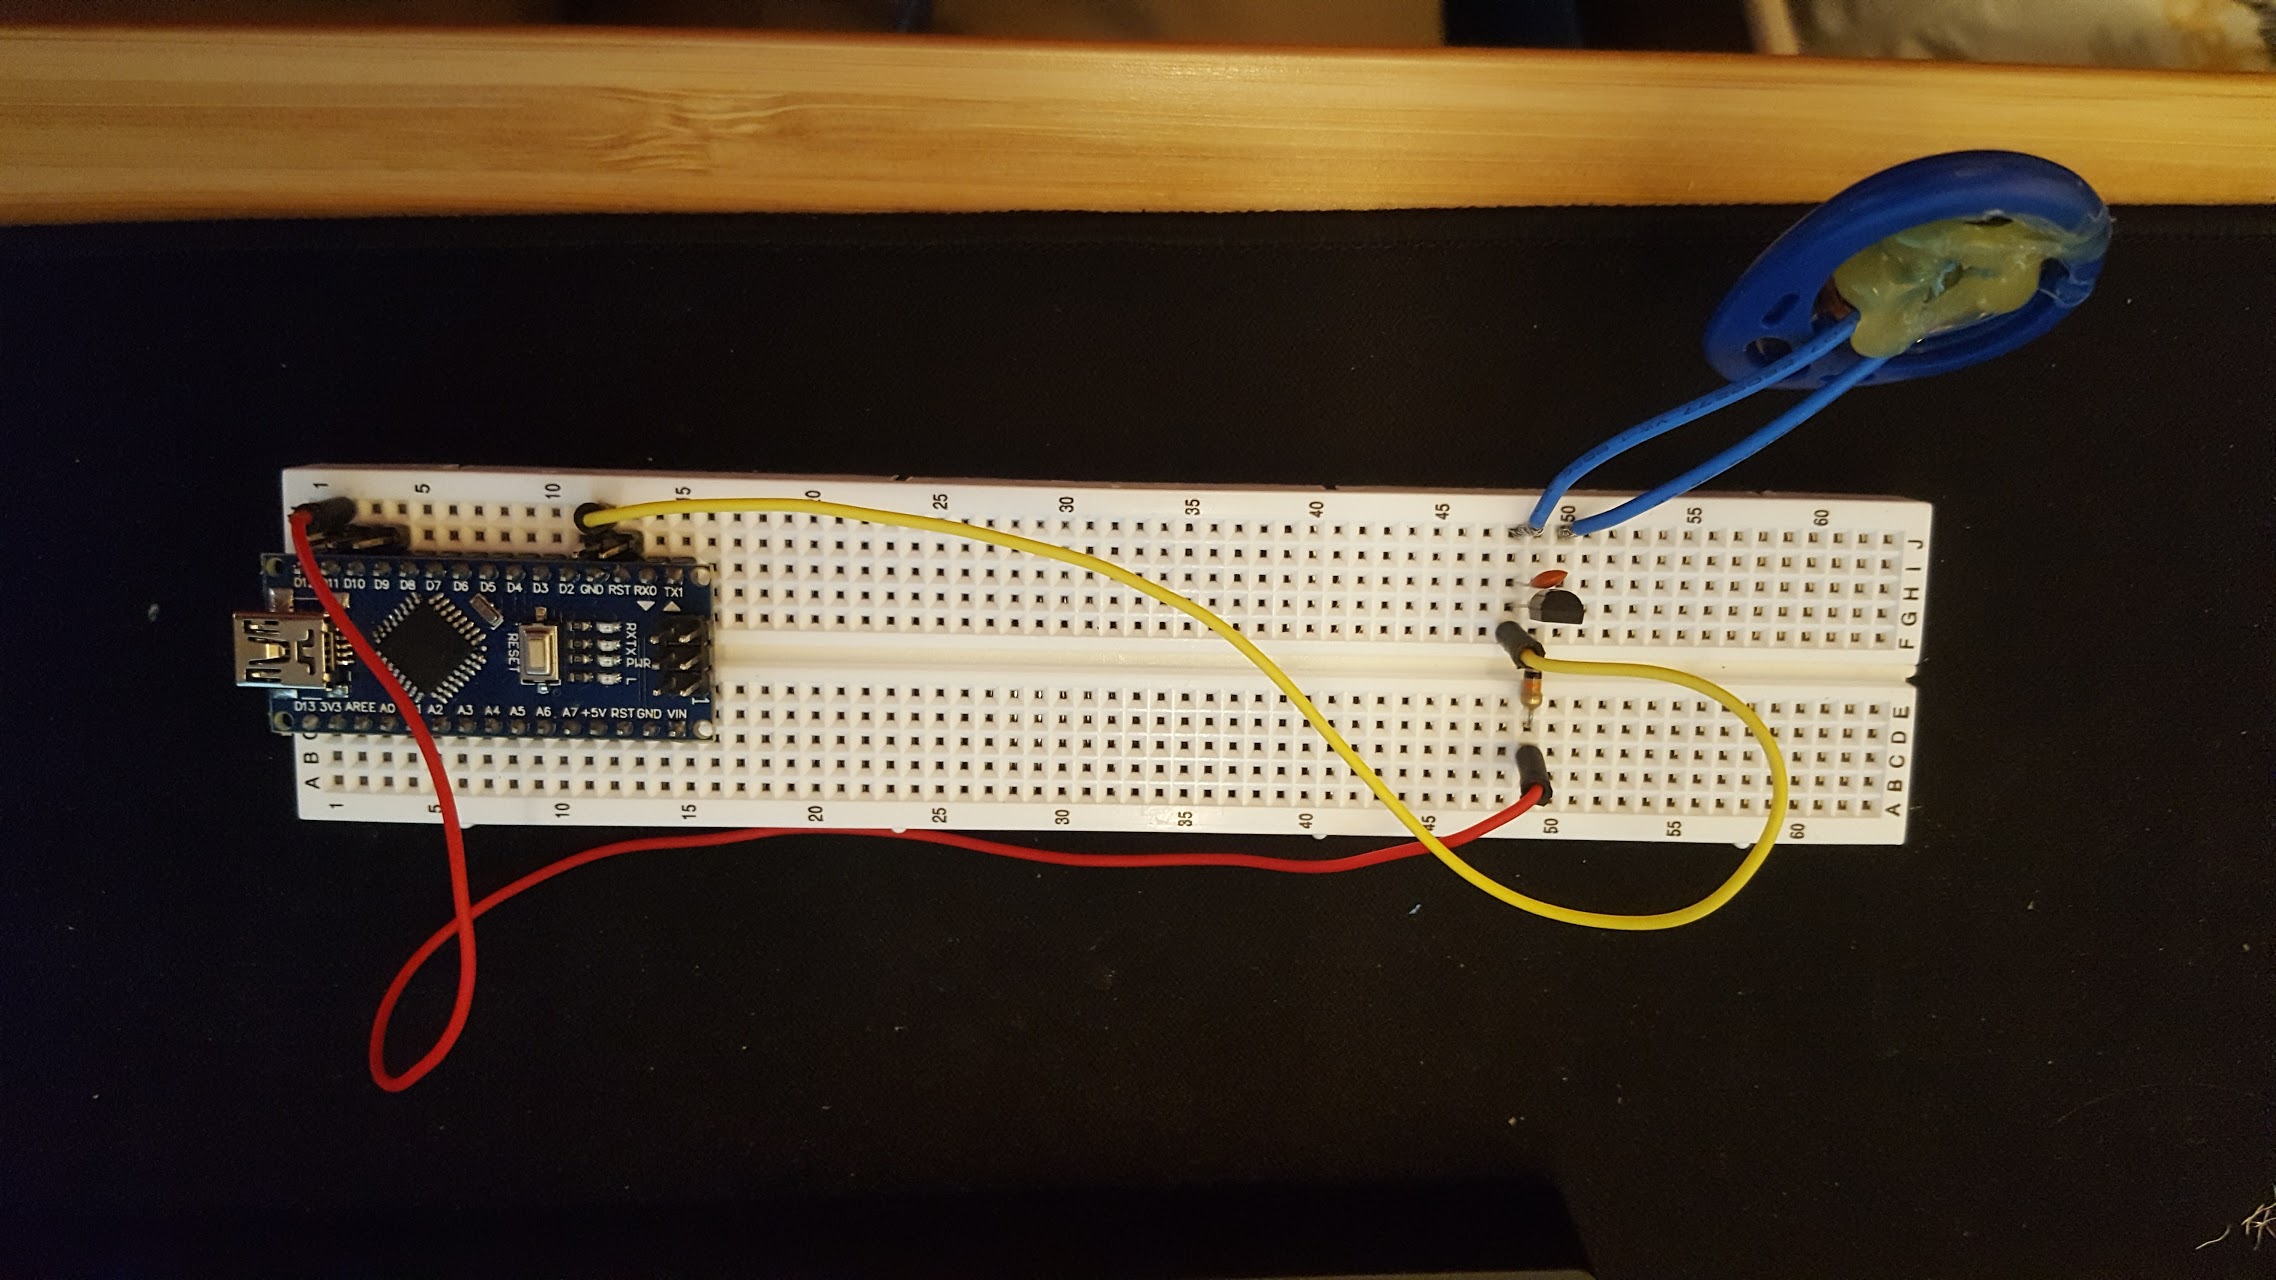 1 5 10 15 20 25 30 35 40 45 50 55 60
J
I
H
G
F
D11 D10 D9 D8 D7 D6 D5 D4 D3 D2 GND RST RX0 TX1
RESET
RX
TX
PWR
L
1
D13 3V3 AREF A0 A2 A3 A4 A5 A6 A7 +5V RST GND VIN
E
D
C
B
A
B
A
1 5 10 15 20 25 30 35 40 45 50 55 60